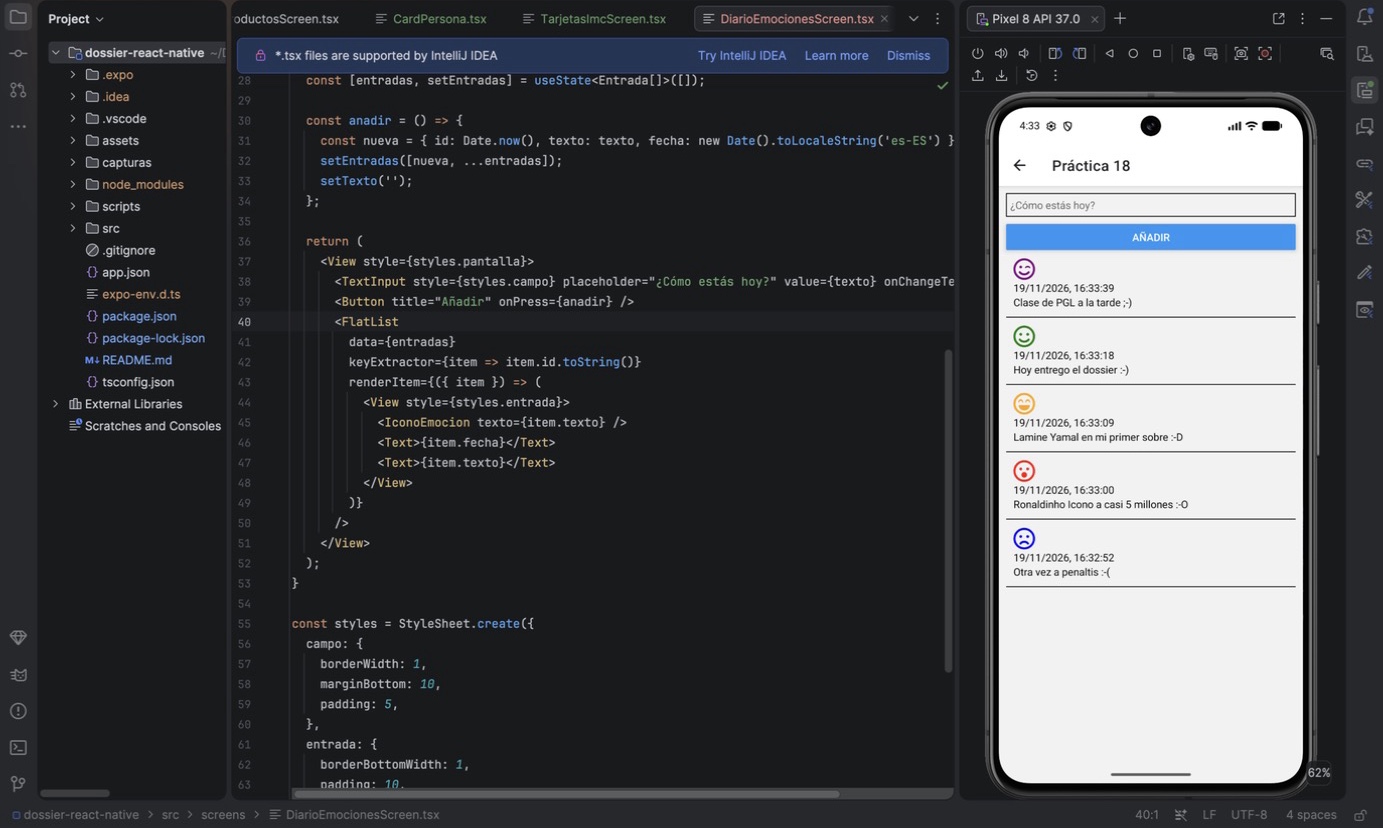 Project
dossier-react-native ~/D
.expo
.idea
.vscode
assets
capturas
node_modules
scripts
src
.gitignore
app.json
expo-env.d.ts
package.json
package-lock.json
README.md
tsconfig.json
External Libraries
Scratches and Consoles
oductosScreen.tsx
CardPersona.tsx
TarjetasImcScreen.tsx
DiarioEmocionesScreen.tsx
*.tsx files are supported by IntelliJ IDEA
Try IntelliJ IDEA
Learn more
Dismiss
28 const [entradas, setEntradas] = useState<Entrada[]>([]);
29
30 const anadir = () => {
31 const nueva = { id: Date.now(), texto: texto, fecha: new Date().toLocaleString('es-ES') }
32 setEntradas([nueva, ...entradas]);
33 setTexto('');
34 };
35
36 return (
37 <View style={styles.pantalla}>
38 <TextInput style={styles.campo} placeholder="¿Cómo estás hoy?" value={texto} onChangeTe
39 <Button title="Añadir" onPress={anadir} />
40 <FlatList
41 data={entradas}
42 keyExtractor={item => item.id.toString()}
43 renderItem={({ item }) => (
44 <View style={styles.entrada}>
45 <IconoEmocion texto={item.texto} />
46 <Text>{item.fecha}</Text>
47 <Text>{item.texto}</Text>
48 </View>
49 )}
50 />
51 </View>
52 );
53 }
54
55 const styles = StyleSheet.create({
56 campo: {
57 borderWidth: 1,
58 marginBottom: 10,
59 padding: 5,
60 },
61 entrada: {
62 borderBottomWidth: 1,
63 padding: 10,
Pixel 8 API 37.0
4:33
Práctica 18
¿Cómo estás hoy?
AÑADIR
19/11/2026, 16:33:39
Clase de PGL a la tarde ;-)
19/11/2026, 16:33:18
Hoy entrego el dossier :-)
19/11/2026, 16:33:09
Lamine Yamal en mi primer sobre :-D
19/11/2026, 16:33:00
Ronaldinho Icono a casi 5 millones :-O
19/11/2026, 16:32:52
Otra vez a penaltis :-(
62%
dossier-react-native > src > screens > DiarioEmocionesScreen.tsx
40:1
LF
UTF-8
4 spaces